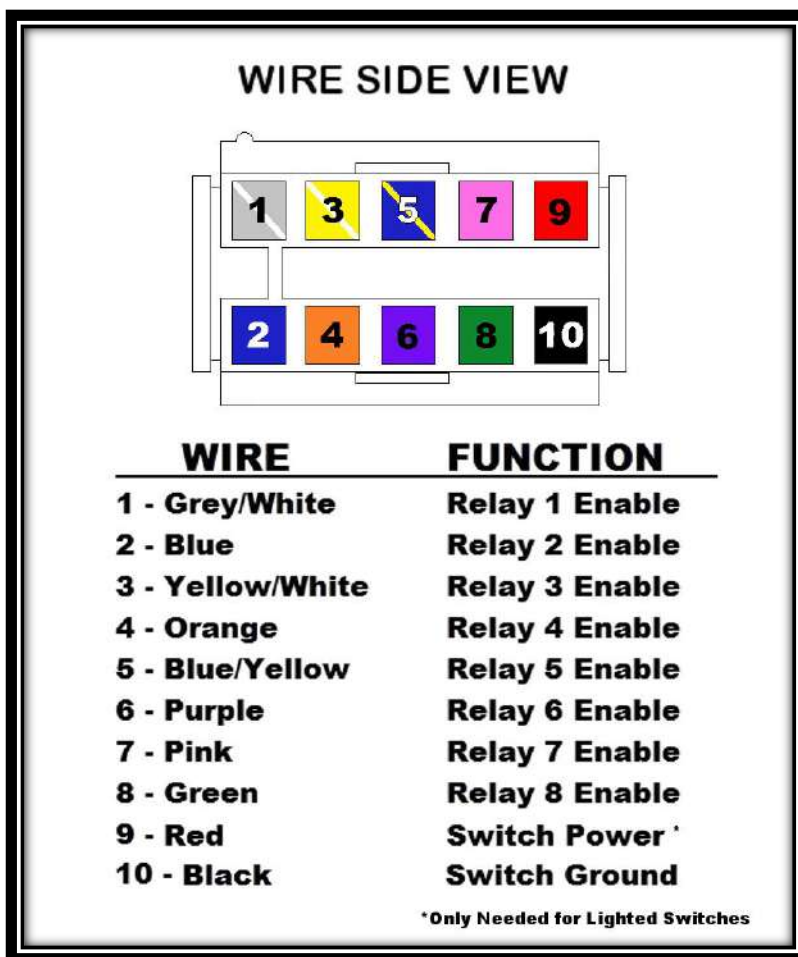 WIRE SIDE VIEW
1 3 5 7 9
2 4 6 8 10
WIRE FUNCTION
1 - Grey/White Relay 1 Enable
2 - Blue Relay 2 Enable
3 - Yellow/White Relay 3 Enable
4 - Orange Relay 4 Enable
5 - Blue/Yellow Relay 5 Enable
6 - Purple Relay 6 Enable
7 - Pink Relay 7 Enable
8 - Green Relay 8 Enable
9 - Red Switch Power *
10 - Black Switch Ground
*Only Needed for Lighted Switches